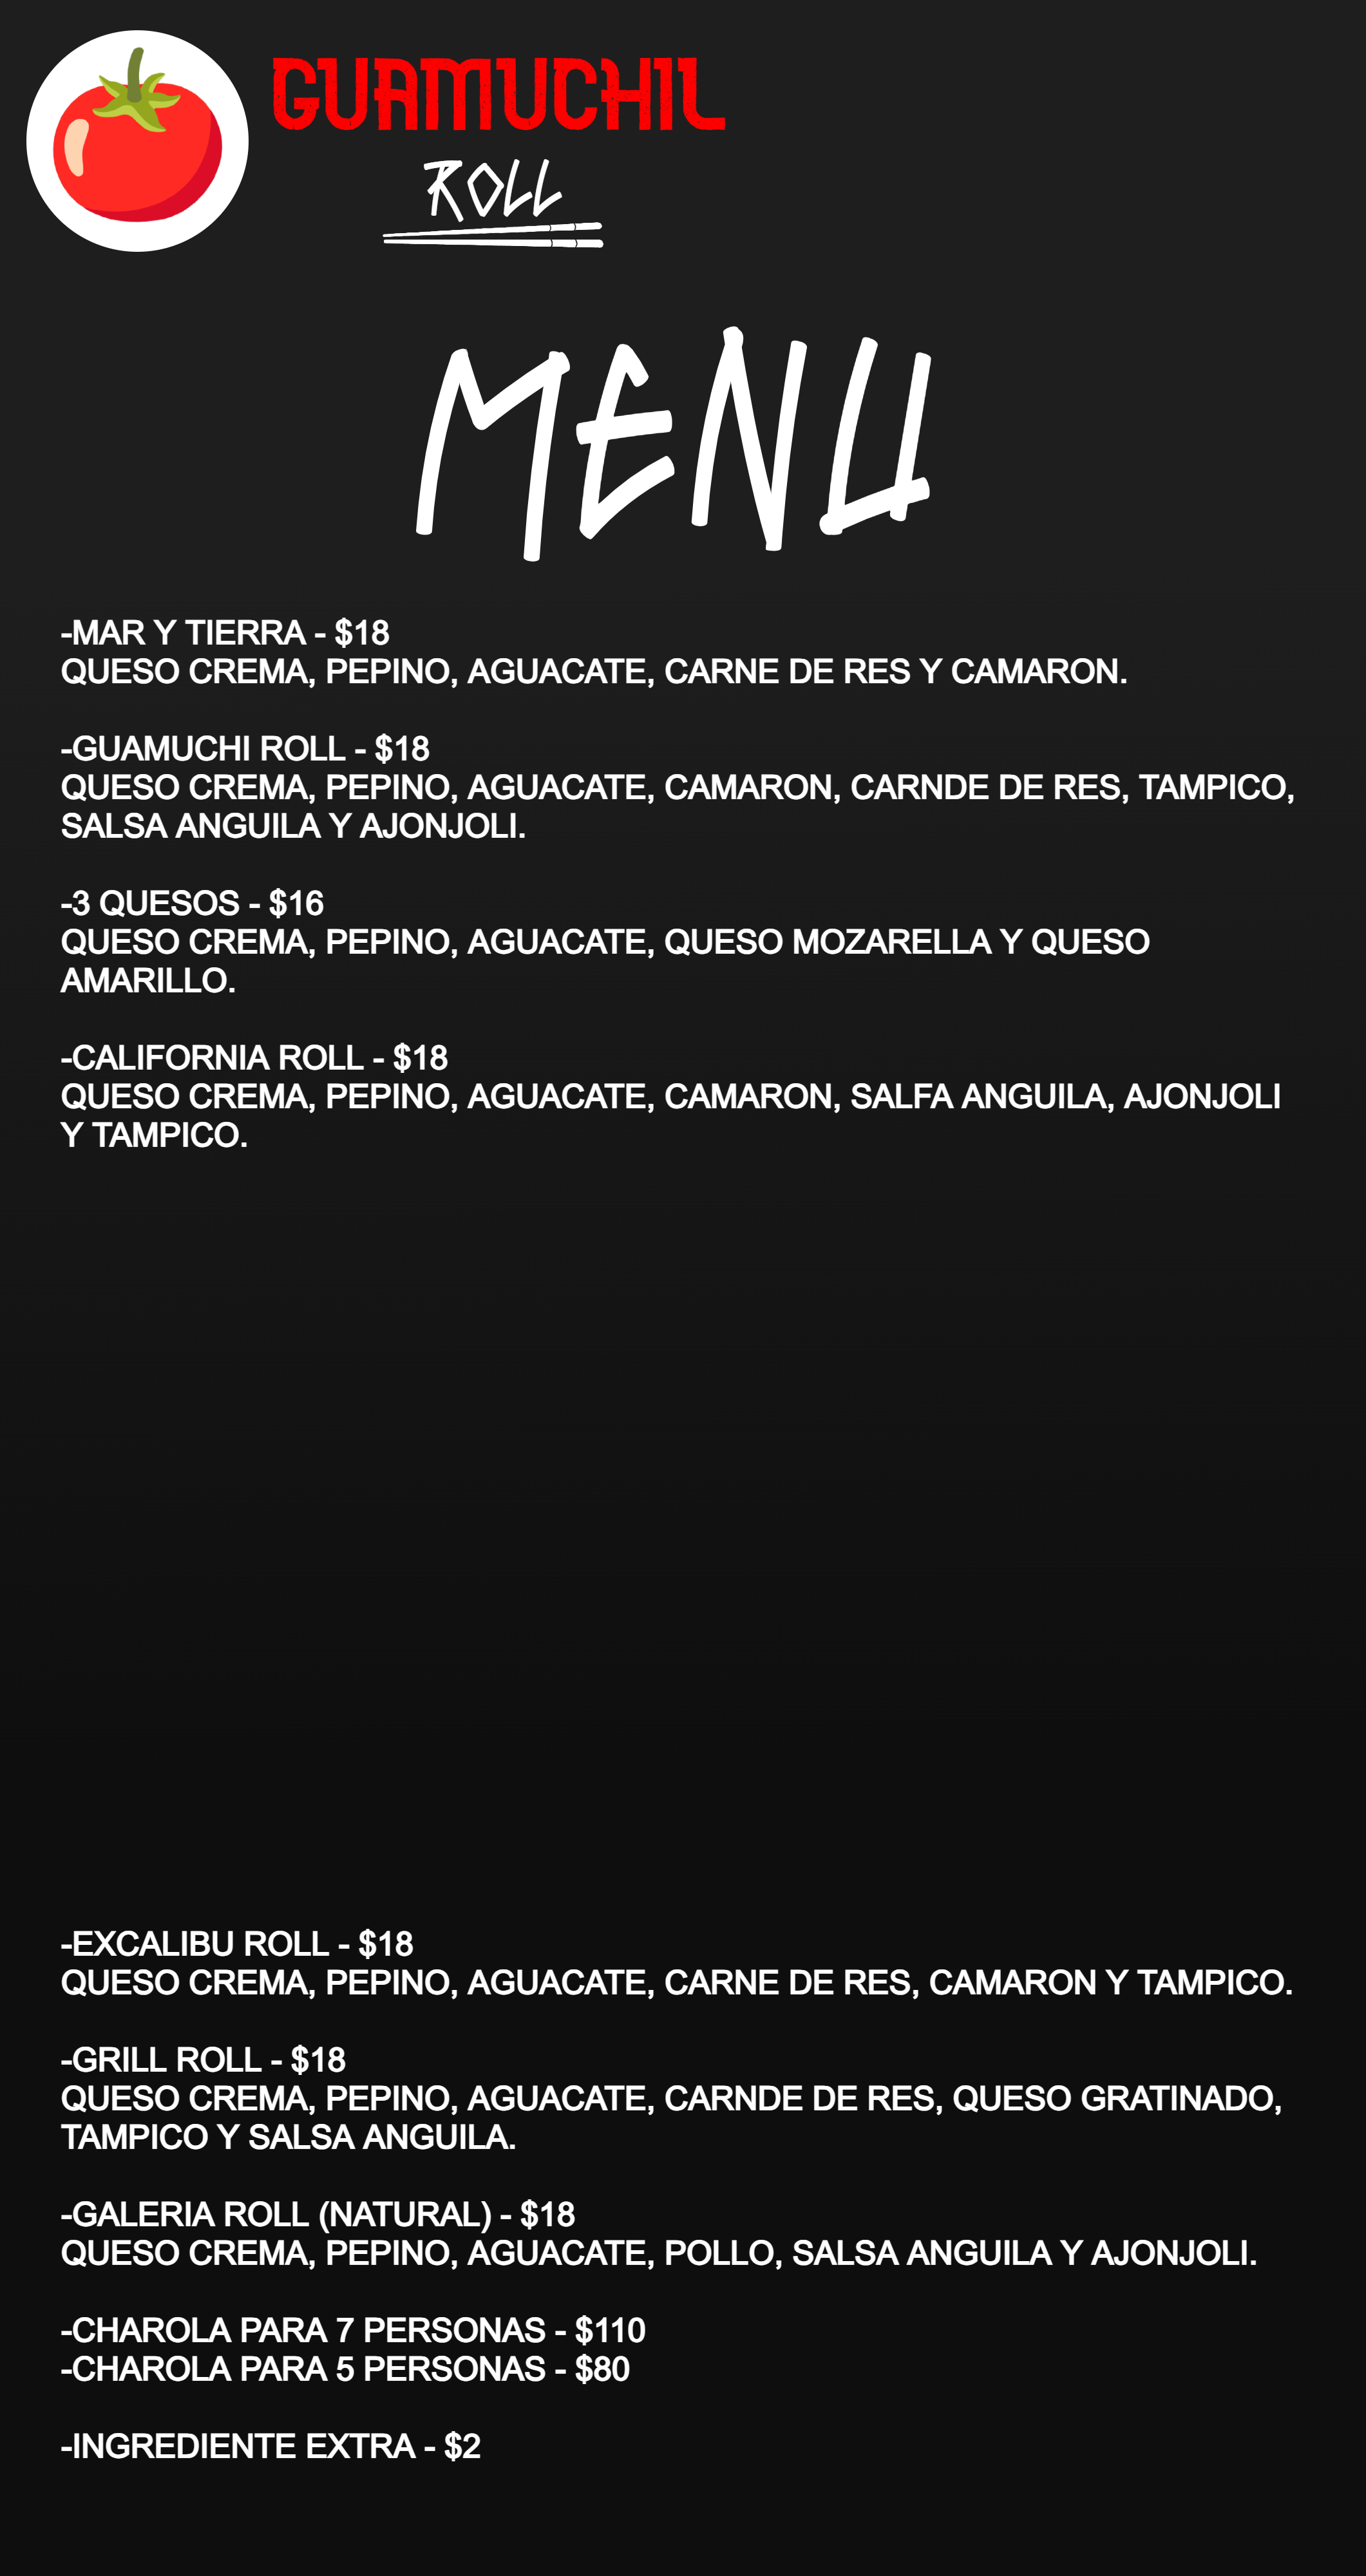 GUAMUCHIL
ROLL
MENU
-MAR Y TIERRA - $18
QUESO CREMA, PEPINO, AGUACATE, CARNE DE RES Y CAMARON.
-GUAMUCHI ROLL - $18
QUESO CREMA, PEPINO, AGUACATE, CAMARON, CARNDE DE RES, TAMPICO,
SALSA ANGUILA Y AJONJOLI.
-3 QUESOS - $16
QUESO CREMA, PEPINO, AGUACATE, QUESO MOZARELLA Y QUESO
AMARILLO.
-CALIFORNIA ROLL - $18
QUESO CREMA, PEPINO, AGUACATE, CAMARON, SALFA ANGUILA, AJONJOLI
Y TAMPICO.
-EXCALIBU ROLL - $18
QUESO CREMA, PEPINO, AGUACATE, CARNE DE RES, CAMARON Y TAMPICO.
-GRILL ROLL - $18
QUESO CREMA, PEPINO, AGUACATE, CARNDE DE RES, QUESO GRATINADO,
TAMPICO Y SALSA ANGUILA.
-GALERIA ROLL (NATURAL) - $18
QUESO CREMA, PEPINO, AGUACATE, POLLO, SALSA ANGUILA Y AJONJOLI.
-CHAROLA PARA 7 PERSONAS - $110
-CHAROLA PARA 5 PERSONAS - $80
-INGREDIENTE EXTRA - $2